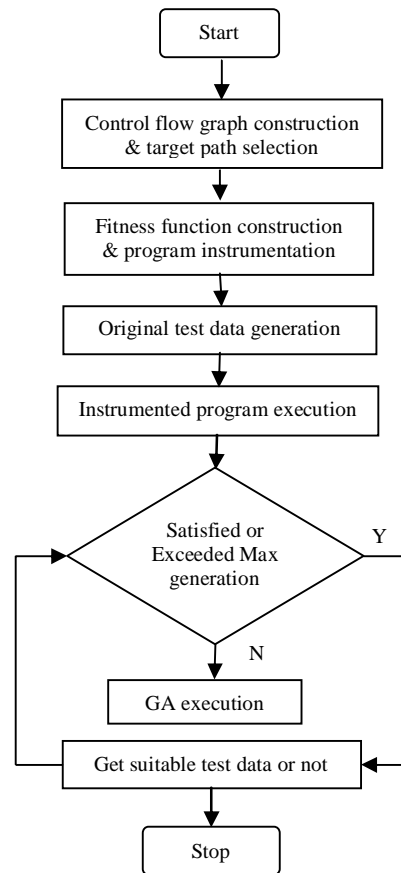 Start
Control flow graph construction
& target path selection
Fitness function construction
& program instrumentation
Original test data generation
Instrumented program execution
Satisfied or
Exceeded Max
generation
Y
N
GA execution
Get suitable test data or not
Stop